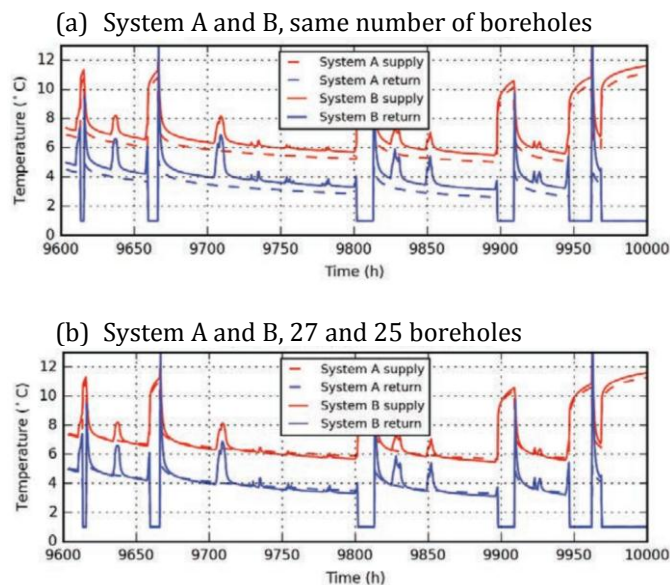 (a) System A and B, same number of boreholes
12
10
8
6
4
2
0
Temperature (°C)
System A supply
System A return
System B supply
System B return
9600 9650 9700 9750 9800 9850 9900 9950 10000
Time (h)
(b) System A and B, 27 and 25 boreholes
12
10
8
6
4
2
0
Temperature (°C)
System A supply
System A return
System B supply
System B return
9600 9650 9700 9750 9800 9850 9900 9950 10000
Time (h)